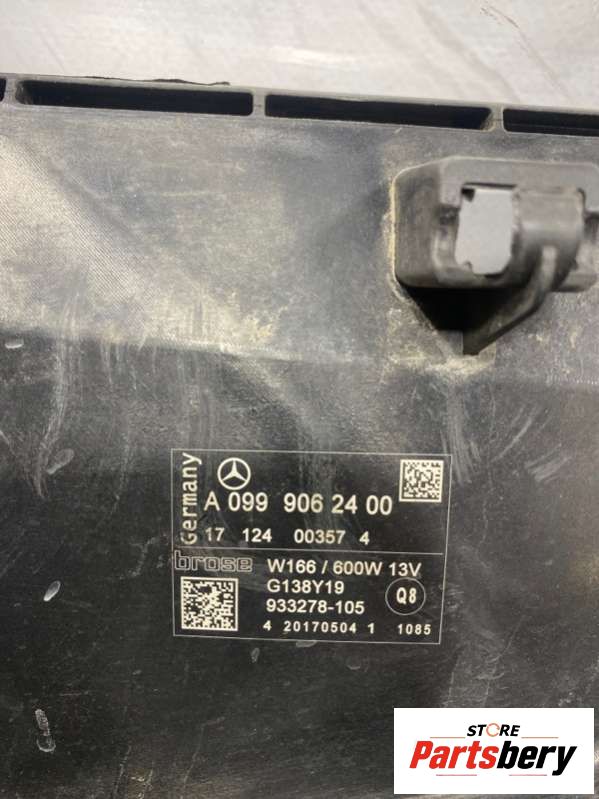 Germany
A 099 906 24 00
17 124 00357 4
brose
W166 / 600W 13V
G138Y19
933278-105
Q8
4 20170504 1 1085
STORE
Partsbery